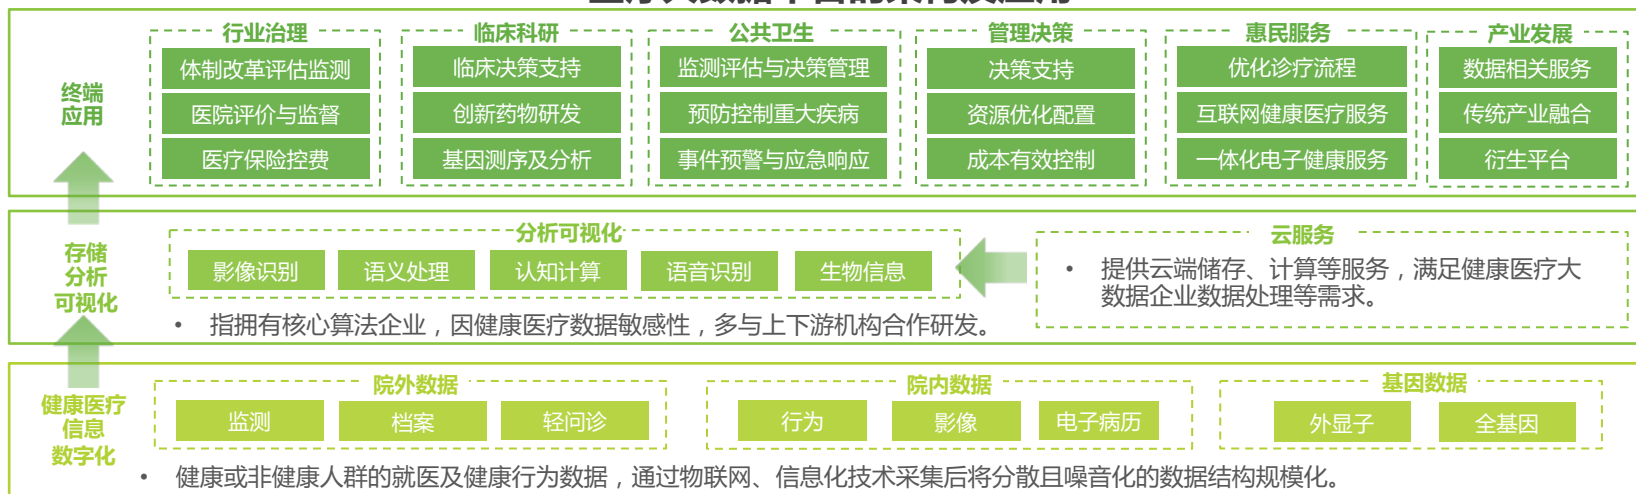 行业治理
体制改革评估监测
医院评价与监督
医疗保险控费
临床科研
临床决策支持
创新药物研发
基因测序及分析
公共卫生
监测评估与决策管理
预防控制重大疾病
事件预警与应急响应
管理决策
决策支持
资源优化配置
成本有效控制
惠民服务
优化诊疗流程
互联网健康医疗服务
一体化电子健康服务
产业发展
数据相关服务
传统产业融合
衍生平台
终端
应用
存储
分析
可视化
分析可视化
影像识别
语义处理
认知计算
语音识别
生物信息
• 指拥有核心算法企业，因健康医疗数据敏感性，多与上下游机构合作研发。
云服务
• 提供云端储存、计算等服务，满足健康医疗大
数据企业数据处理等需求。
健康医疗
信息
数字化
院外数据
监测
档案
轻问诊
院内数据
行为
影像
电子病历
基因数据
外显子
全基因
• 健康或非健康人群的就医及健康行为数据，通过物联网、信息化技术采集后将分散且噪音化的数据结构规模化。